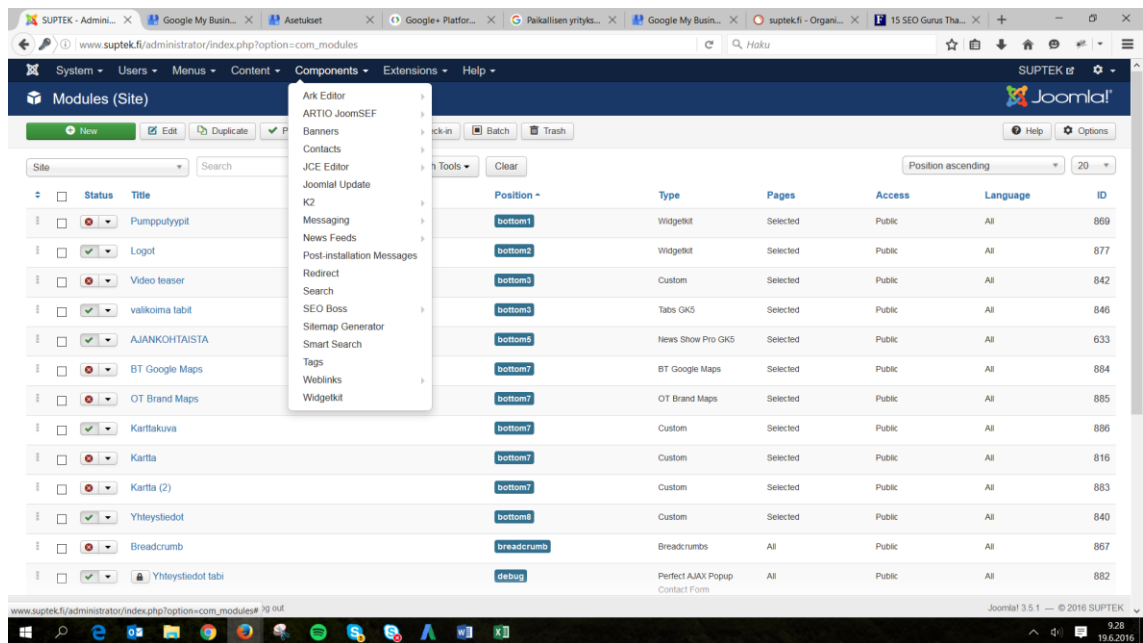 SUPTEK - Admini...
Google My Busin...
Asetukset
Google+ Platfor...
Paikallisen yrityks...
Google My Busin...
suptek.fi - Organi...
15 SEO Gurus Tha...
www.suptek.fi/administrator/index.php?option=com_modules
Haku
System Users Menus Content Components Extensions Help SUPTEK
Modules (Site) Joomla!
New Edit Duplicate Batch Trash Help Options
Site Search Clear Position ascending 20
Ark Editor
ARTIO JoomSEF
Banners
Contacts
JCE Editor
Joomla! Update
K2
Messaging
News Feeds
Post-installation Messages
Redirect
Search
SEO Boss
Sitemap Generator
Smart Search
Tags
Weblinks
Widgetkit
Status Title Position Type Pages Access Language ID
Pumpputyypit bottom1 Widgetkit Selected Public All 869
Logot bottom2 Widgetkit Selected Public All 877
Video teaser bottom3 Custom Selected Public All 842
valikoima tabit bottom3 Tabs GK5 Selected Public All 846
AJANKOHTAISTA bottom5 News Show Pro GK5 Selected Public All 633
BT Google Maps bottom7 BT Google Maps Selected Public All 884
OT Brand Maps bottom7 OT Brand Maps Selected Public All 885
Karttakuva bottom7 Custom Selected Public All 886
Kartta bottom7 Custom Selected Public All 816
Kartta (2) bottom7 Custom Selected Public All 883
Yhteystiedot bottom8 Custom Selected Public All 840
Breadcrumb breadcrumb Breadcrumbs All Public All 867
Yhteystiedot tabi debug Perfect AJAX Popup Contact Form All Public All 882
www.suptek.fi/administrator/index.php?option=com_modules# og out Joomla! 3.5.1 — © 2016 SUPTEK
9.28
19.6.2016